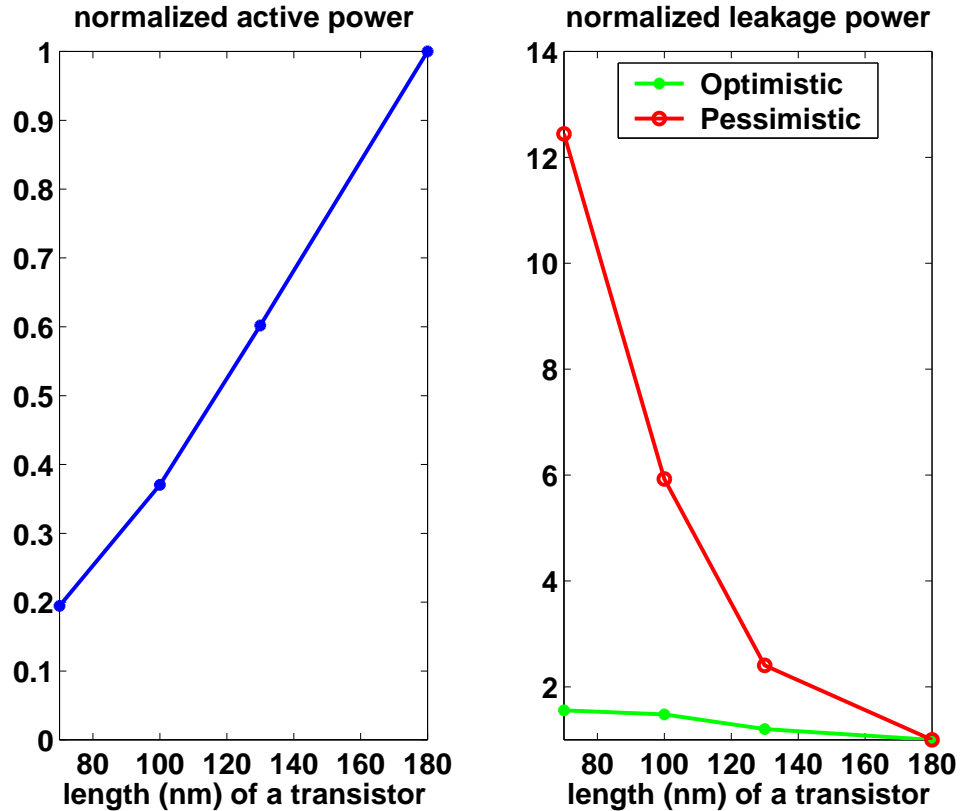 normalized active power
1
0.9
0.8
0.7
0.6
0.5
0.4
0.3
0.2
0.1
0
80 100 120 140 160 180
length (nm) of a transistor
normalized leakage power
14
12
10
8
6
4
2
Optimistic
Pessimistic
80 100 120 140 160 180
length (nm) of a transistor